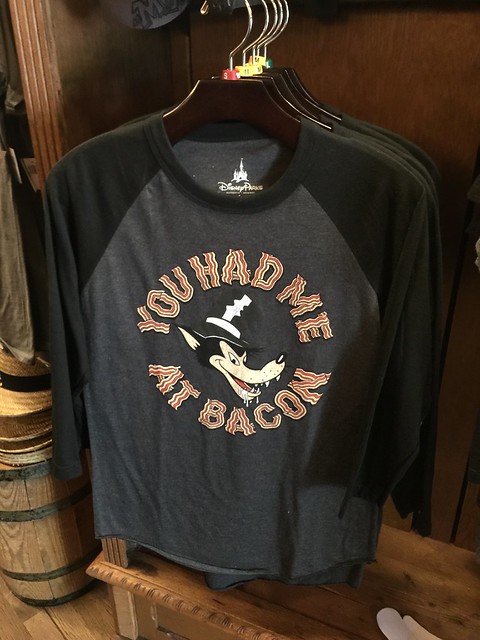 S
Disney Parks
YOU HAD ME
AT BACON